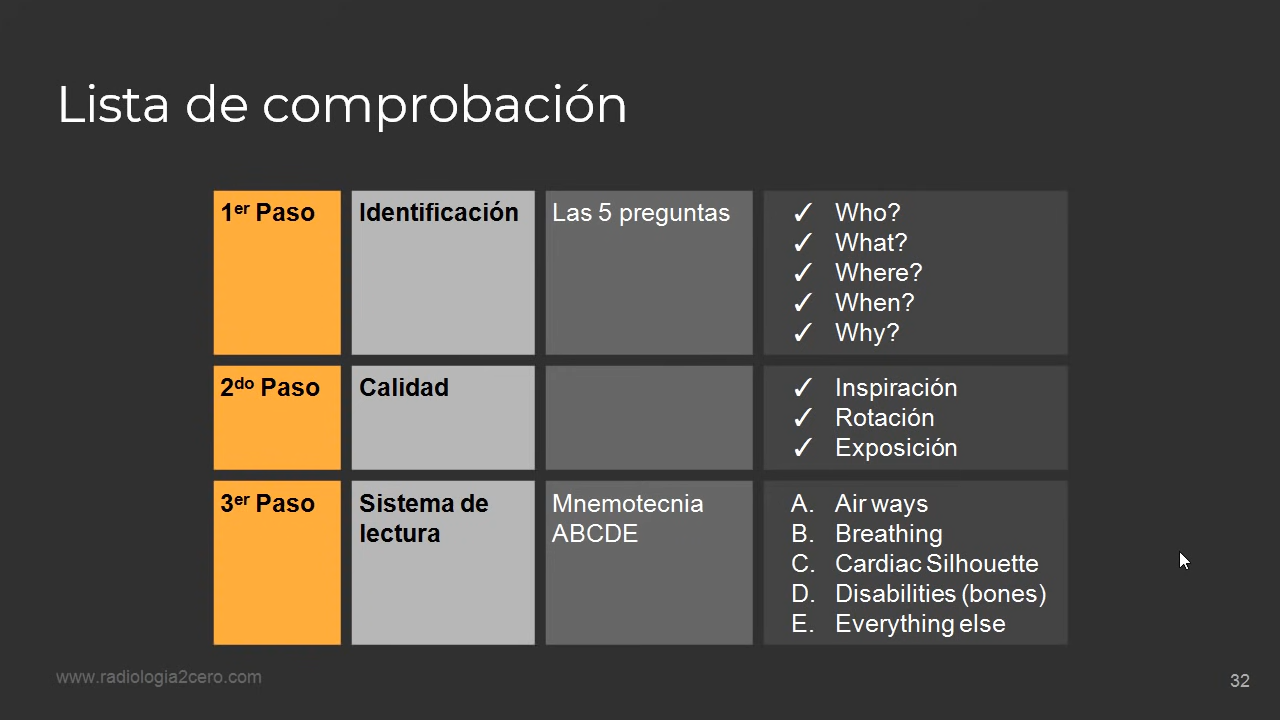 Lista de comprobación
1er Paso
Identificación
Las 5 preguntas
✓ Who?
✓ What?
✓ Where?
✓ When?
✓ Why?
2do Paso
Calidad
✓ Inspiración
✓ Rotación
✓ Exposición
3er Paso
Sistema de
lectura
Mnemotecnia
ABCDE
A. Air ways
B. Breathing
C. Cardiac Silhouette
D. Disabilities (bones)
E. Everything else
www.radiologia2cero.com
32